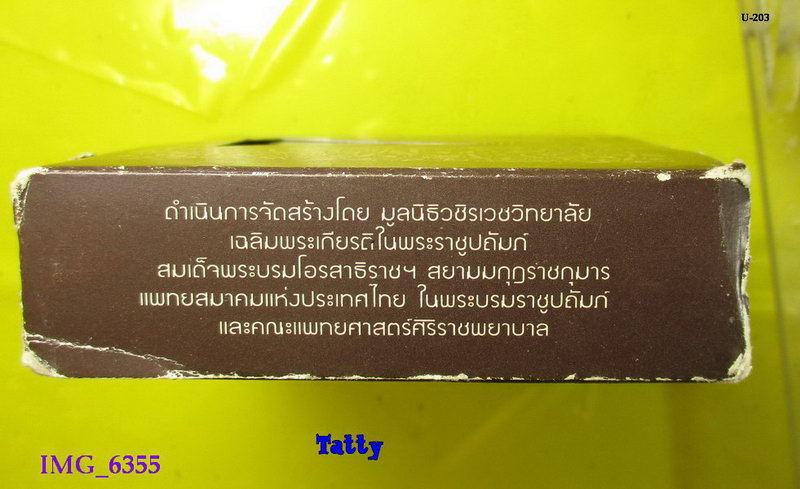 U-203
ดำเนินการจัดสร้างโดย มูลนิธิวชิรเวชวิทยาลัย
เฉลิมพระเกียรติในพระราชูปถัมภ์
สมเด็จพระบรมโอรสาธิราชฯ สยามมกุฎราชกุมาร
แพทยสมาคมแห่งประเทศไทย ในพระบรมราชูปถัมภ์
และคณะแพทยศาสตร์ศิริราชพยาบาล
Tatty
IMG_6355